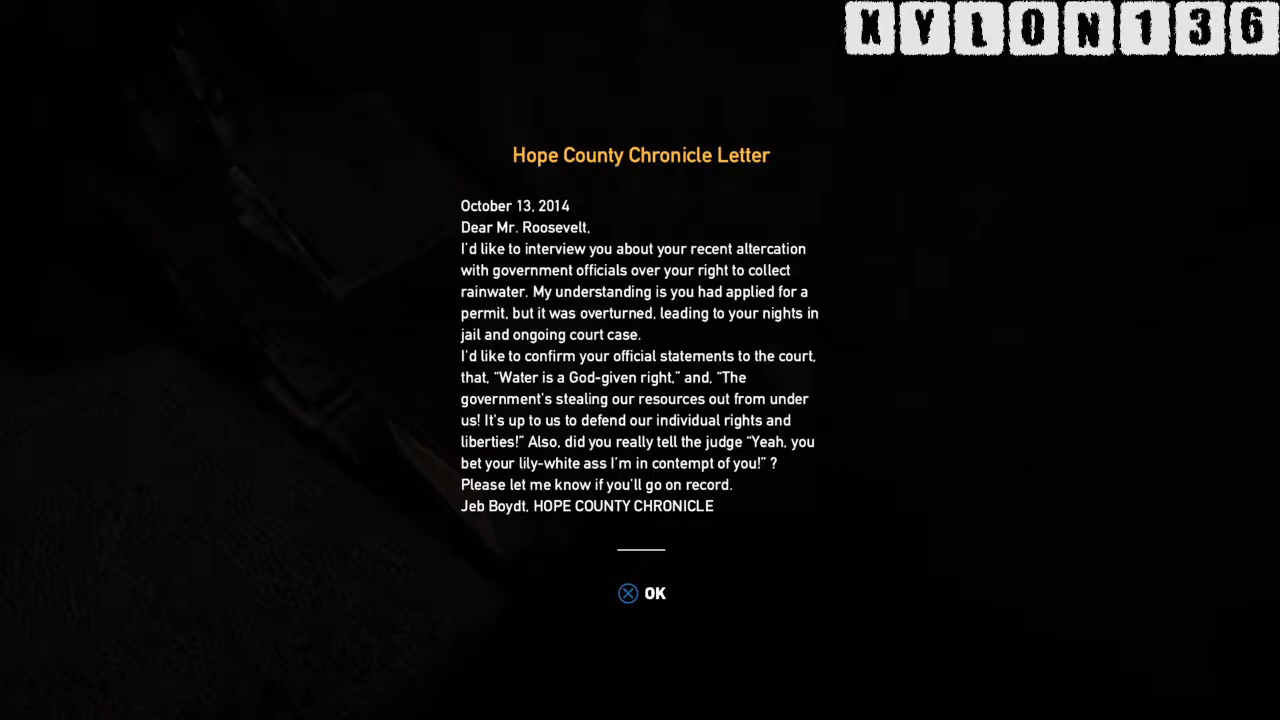 XYLON136
Hope County Chronicle Letter
October 13, 2014
Dear Mr. Roosevelt,
I'd like to interview you about your recent altercation
with government officials over your right to collect
rainwater. My understanding is you had applied for a
permit, but it was overturned, leading to your nights in
jail and ongoing court case.
I'd like to confirm your official statements to the court,
that, “Water is a God-given right,” and, “The
government's stealing our resources out from under
us! It's up to us to defend our individual rights and
liberties!” Also, did you really tell the judge “Yeah, you
bet your lily-white ass I'm in contempt of you!” ?
Please let me know if you'll go on record.
Jeb Boydt, HOPE COUNTY CHRONICLE
OK